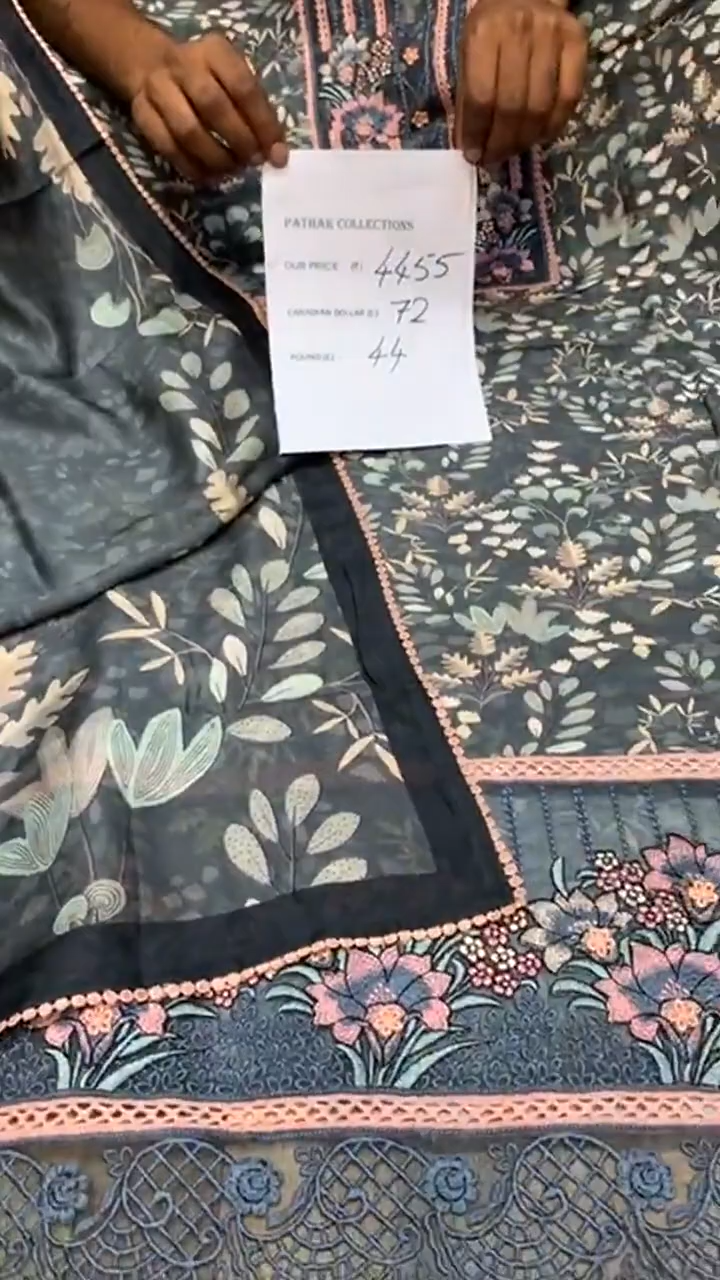 PATHAK COLLECTIONS
OUR PRICE (₹) 4455
CANADIAN DOLLAR (C) 72
POUND (£) 44